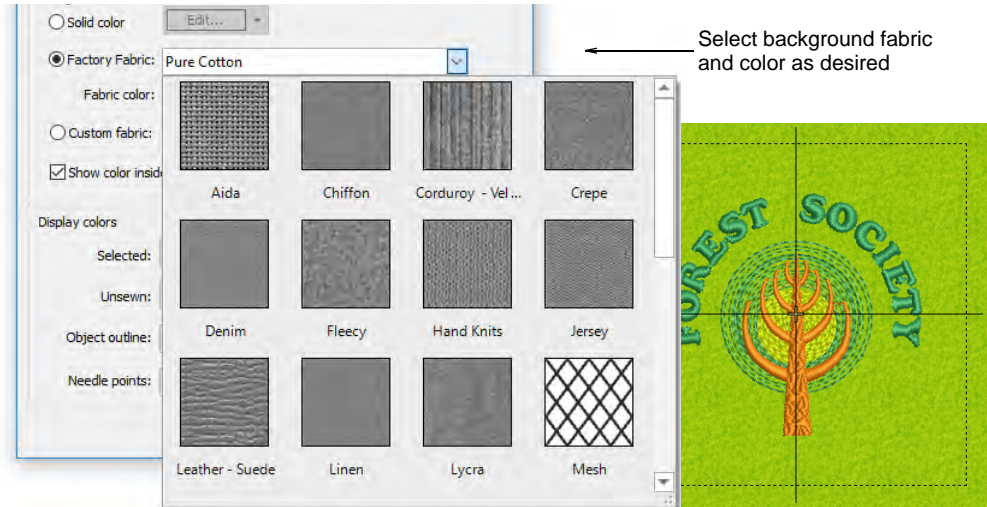 Solid color
Edit...
Factory Fabric: Pure Cotton
Select background fabric
and color as desired
Fabric color:
Custom fabric:
Show color insid
Aida Chiffon Corduroy - Vel ... Crepe
Display colors
Selected:
Unsewn:
Denim Fleecy Hand Knits Jersey
Object outline:
Needle points:
Leather - Suede Linen Lycra Mesh
FOREST SOCIETY